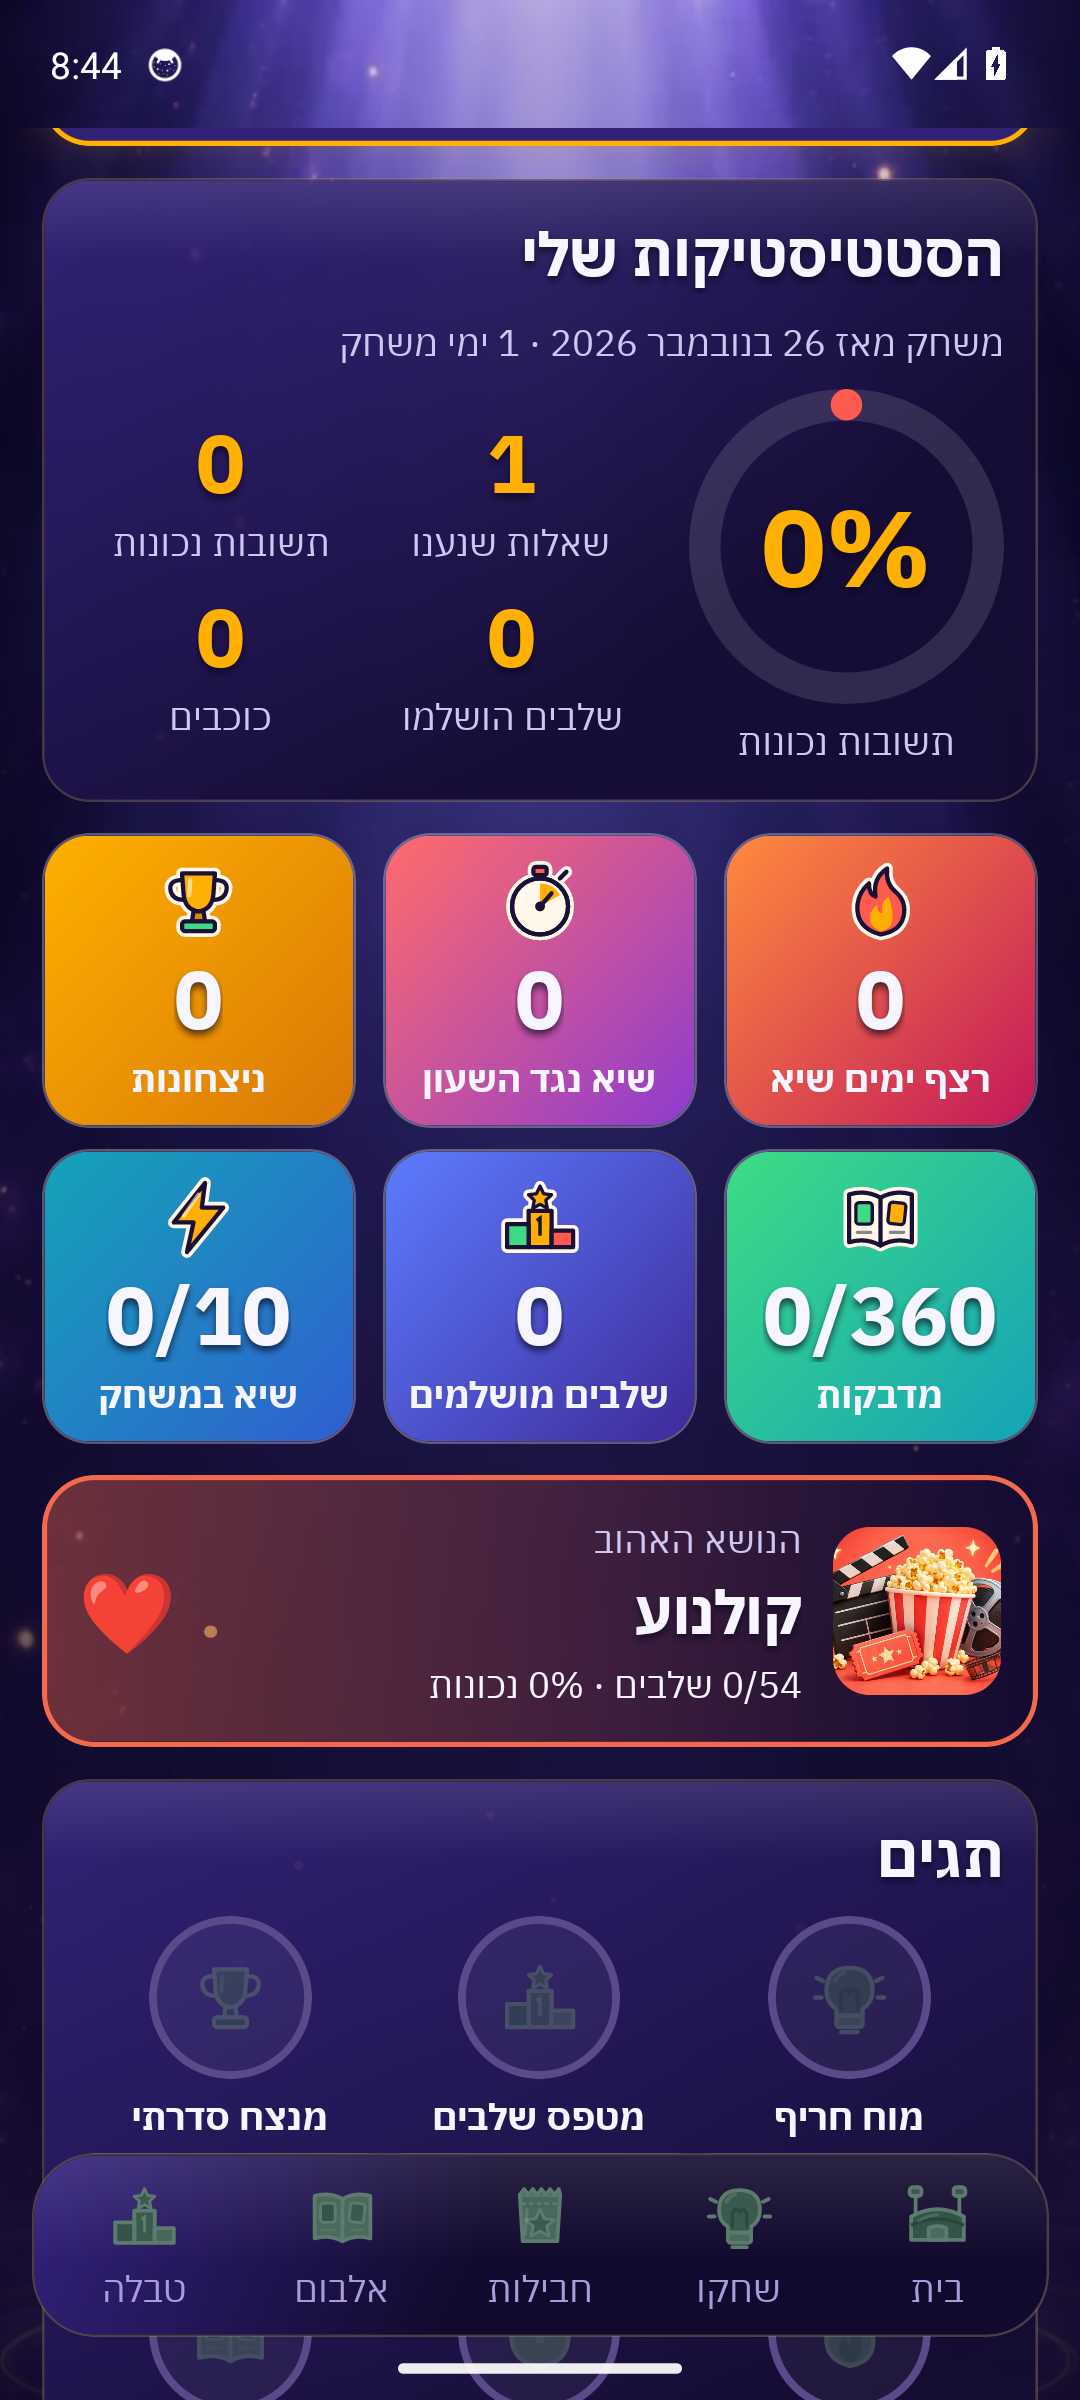 8:44
הסטטיסטיקות שלי
משחק מאז 26 בנובמבר 2026 · 1 ימי משחק
0%
תשובות נכונות
1
שאלות שנענו
0
תשובות נכונות
0
שלבים הושלמו
0
כוכבים
0
רצף ימים שיא
0
שיא נגד השעון
0
ניצחונות
0/360
מדבקות
0
שלבים מושלמים
0/10
שיא במשחק
הנושא האהוב
קולנוע
0/54 שלבים · 0% נכונות
תגים
מוח חריף
מטפס שלבים
מנצח סדרתי
בית
שחקו
חבילות
אלבום
טבלה